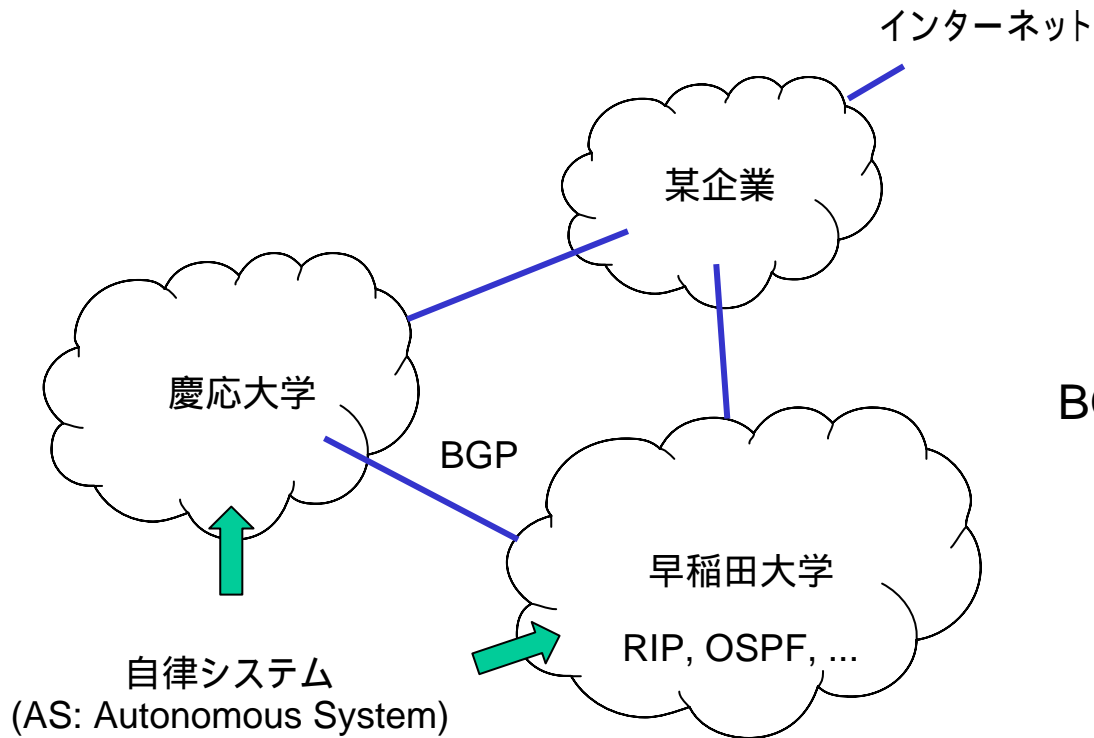 インターネット
某企業
慶応大学
BGP
早稲田大学
RIP, OSPF, ...
自律システム
(AS: Autonomous System)